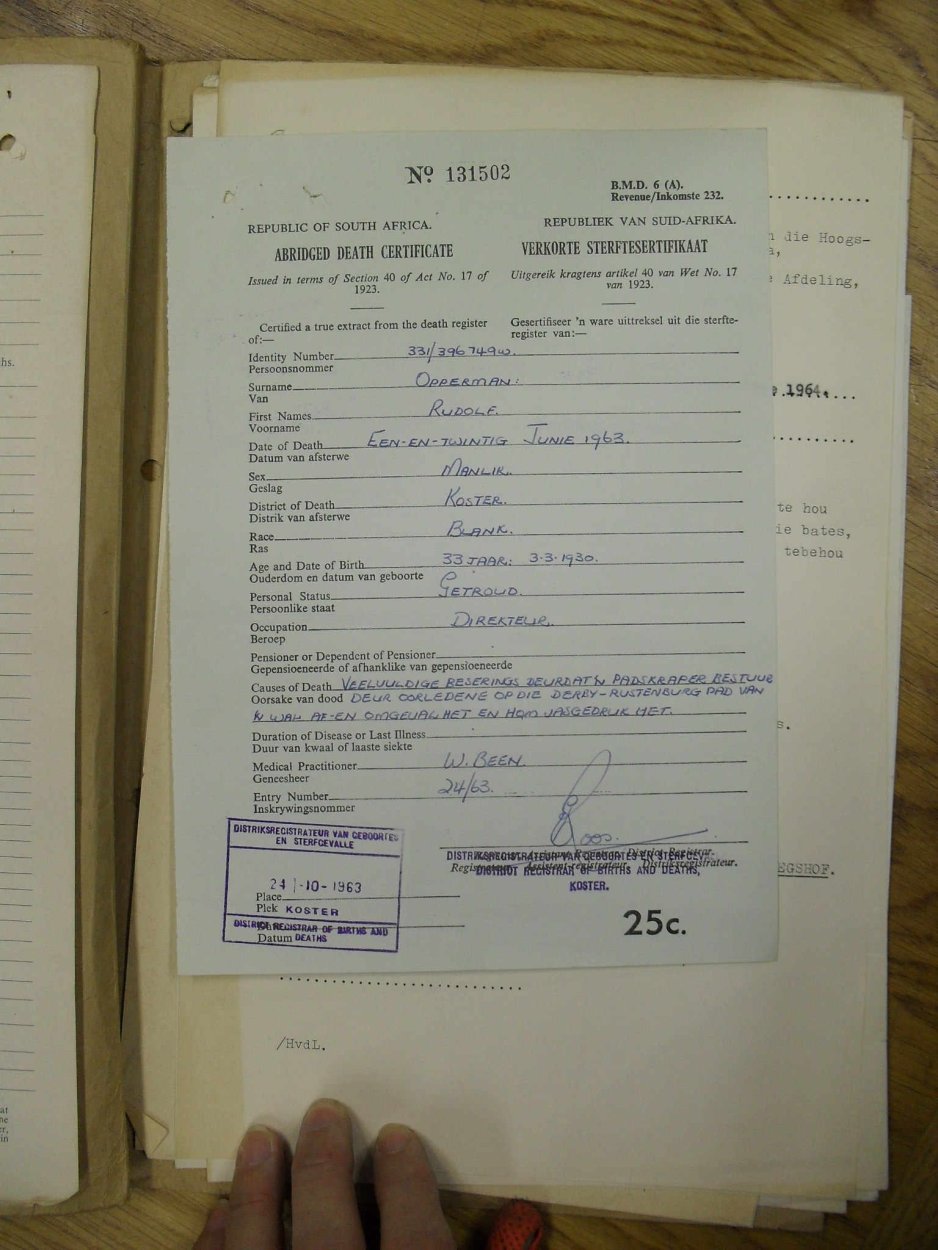 Nº 131502
B.M.D. 6 (A).
Revenue/Inkomste 232.
REPUBLIC OF SOUTH AFRICA.
REPUBLIEK VAN SUID-AFRIKA.
ABRIDGED DEATH CERTIFICATE
VERKORTE STERFTESERTIFIKAAT
Issued in terms of Section 40 of Act No. 17 of
1923.
Uitgereik kragtens artikel 40 van Wet No. 17
van 1923.
Certified a true extract from the death register
of:—
Gesertifiseer 'n ware uittreksel uit die sterfte-
register van:—
Identity Number 331/396749W.
Persoonsnommer
Surname OPPERMAN:
Van
First Names RUDOLF.
Voorname
Date of Death EEN-EN-TWINTIG JUNIE 1963.
Datum van afsterwe
Sex MANLIK.
Geslag
District of Death KOSTER.
Distrik van afsterwe
Race BLANK.
Ras
Age and Date of Birth 33 JAAR: 3-3-1930.
Ouderdom en datum van geboorte
Personal Status GETROUD.
Persoonlike staat
Occupation DIREKTEUR.
Beroep
Pensioner or Dependent of Pensioner
Gepensioeneerde of afhanklike van gepensioeneerde
Causes of Death VEELVULDIGE BESERINGS DEURDAT 'N PADSKRAPER BESTUUR
Oorsake van dood DEUR OORLEDENE OP DIE DERBY-RUSTENBURG PAD VAN
'N WAL AF-EN OMGEVAL HET EN HOM VASGEDRUK HET.
Duration of Disease or Last Illness
Duur van kwaal of laaste siekte
Medical Practitioner W. BEEN.
Geneesheer
Entry Number 24/63.
Inskrywingsnommer
Roos.
District Registrar.
Distriksregistrateur.
DISTRIKSREGISTRATEUR VAN GEBOORTES EN STERFGEV.
DISTRICT REGISTRAR OF BIRTHS AND DEATHS,
KOSTER.
DISTRIKSREGISTRATEUR VAN GEBOORTES
EN STERFGEVALLE
24-10-1963
Place
Plek KOSTER
DISTRICT REGISTRAR OF BIRTHS AND
Datum DEATHS
25c.
die Hoogs-
Afdeling,
1964.
te hou
bates,
tebehou
/HvdL.